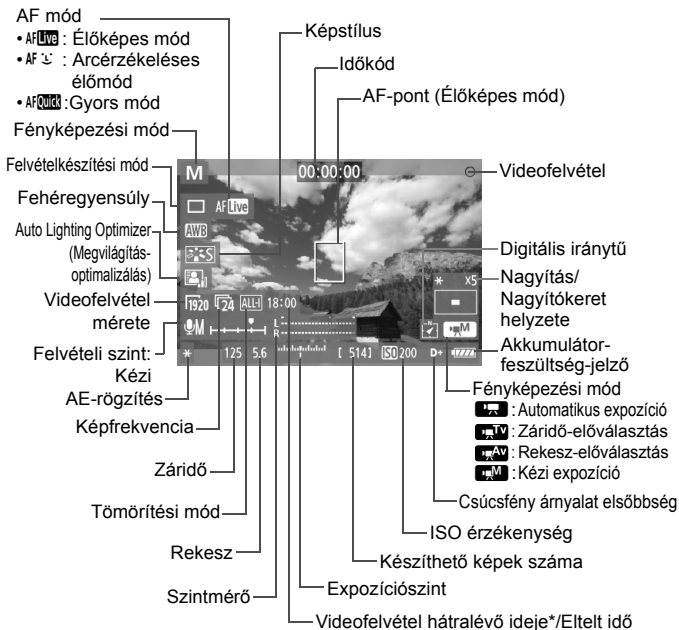 AF mód
• AF Live : Élőképes mód
• AF : Arcérzékeléses
élőmód
• AF Quick :Gyors mód
Fényképezési mód
Felvételkészítési mód
Fehéregyensúly
Auto Lighting Optimizer
(Megvilágítás-
optimalizálás)
Videofelvétel
mérete
Felvételi szint:
Kézi
AE-rögzítés
Képfrekvencia
Záridő
Tömörítési mód
Rekesz
Szintmérő
Képstílus
Időkód
AF-pont (Élőképes mód)
M
00:00:00
AF Live
AWB
S
1920 24 ALL-I 18:00
M
L
R
* 125 5.6 [ 514] ISO 200 D+
* x5
N
M
Videofelvétel
Digitális iránytű
Nagyítás/
Nagyítókeret
helyzete
Akkumulátor-
feszültség-jelző
Fényképezési mód
: Automatikus expozíció
Tv : Záridő-előválasztás
Av : Rekesz-előválasztás
M : Kézi expozíció
Csúcsfény árnyalat elsőbbség
ISO érzékenység
Készíthető képek száma
Expozíciószint
Videofelvétel hátralévő ideje*/Eltelt idő